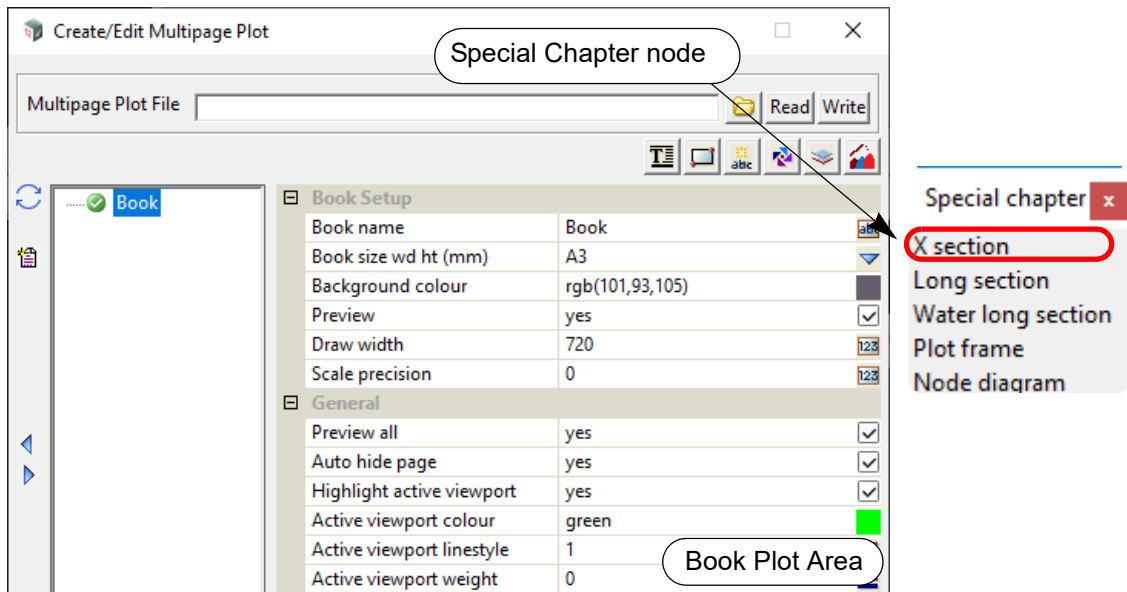 Create/Edit Multipage Plot
Special Chapter node
Multipage Plot File
Read
Write
abc
Book
Book Setup
Book name Book abc
Book size wd ht (mm) A3
Background colour rgb(101,93,105)
Preview yes
Draw width 720 123
Scale precision 0 123
General
Preview all yes
Auto hide page yes
Highlight active viewport yes
Active viewport colour green
Active viewport linestyle 1
Active viewport weight 0
Book Plot Area
Special chapter x
X section
Long section
Water long section
Plot frame
Node diagram